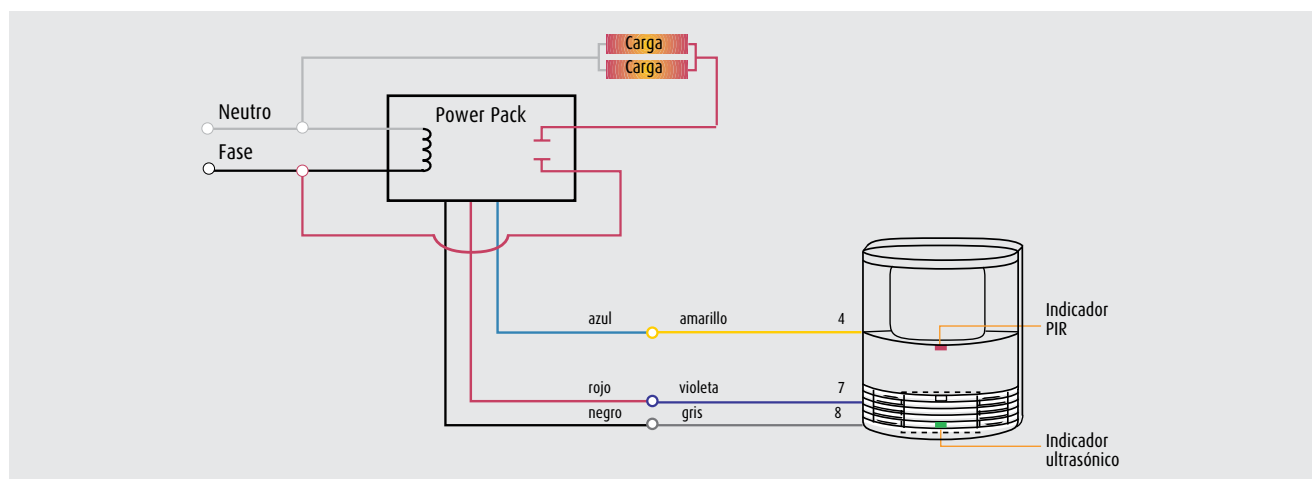 Carga
Carga
Neutro
Power Pack
Fase
Indicador
PIR
azul amarillo 4
rojo violeta 7
negro gris 8
Indicador
ultrasónico